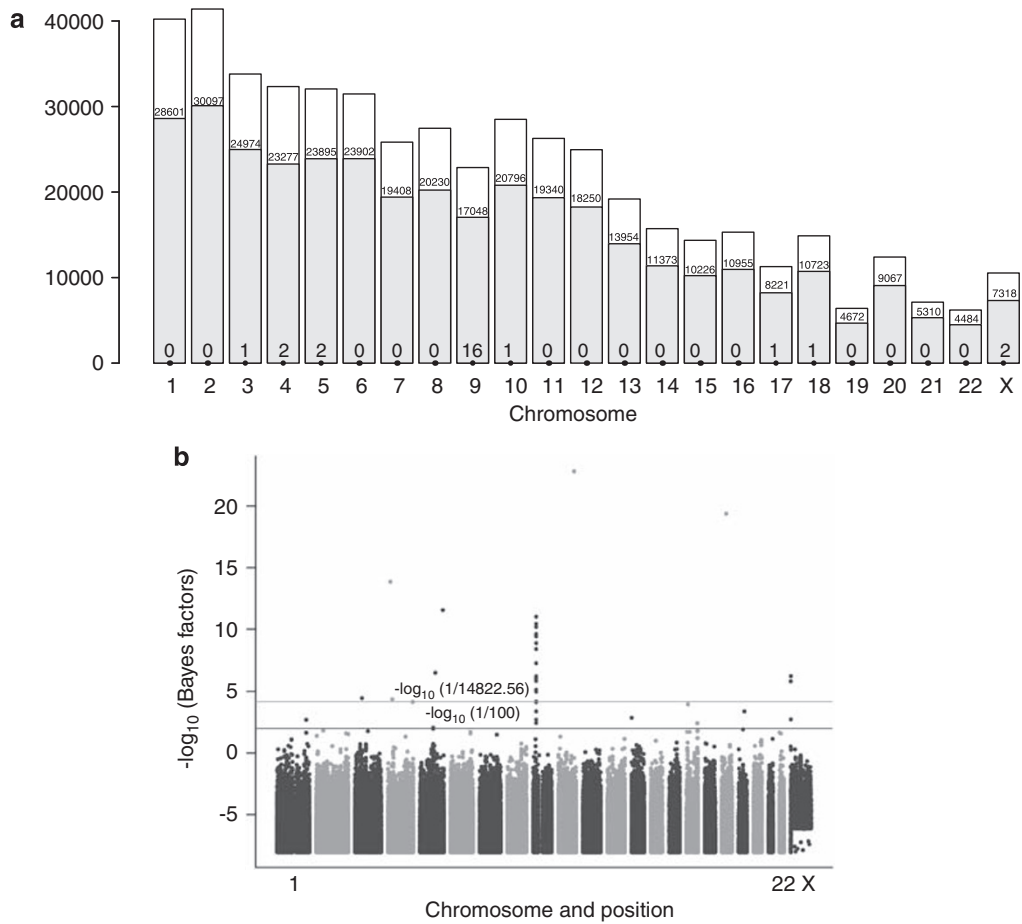 a
40000
30000
20000
10000
0
28601 30097 24974 23277 23895 23902 19408 20230 17048 20796 19340 18250 13954 11373 10226 10955 8221 10723 4672 9067 5310 4484 7318
0 0 1 2 2 0 0 0 16 1 0 0 0 0 0 0 1 1 0 0 0 0 2
1 2 3 4 5 6 7 8 9 10 11 12 13 14 15 16 17 18 19 20 21 22 X
Chromosome
b
-log10 (Bayes factors)
20
15
10
5
0
-5
-log10 (1/14822.56)
-log10 (1/100)
1 22 X
Chromosome and position